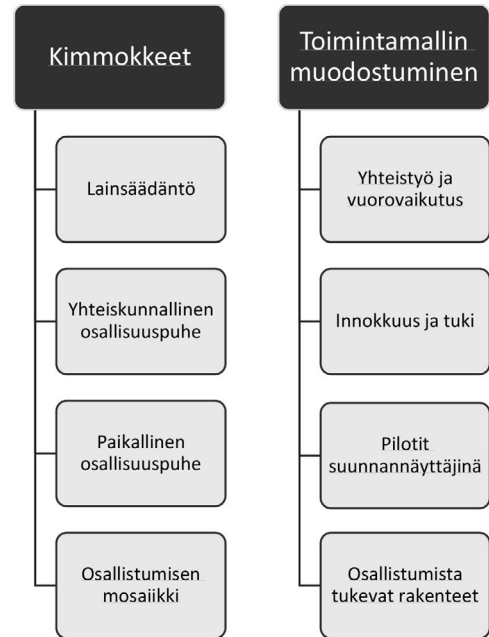 Kimmokkeet
Lainsäädäntö
Yhteiskunnallinen
osallisuuspuhe
Paikallinen
osallisuuspuhe
Osallistumisen
mosaiikki
Toimintamallin
muodostuminen
Yhteistyö ja
vuorovaikutus
Innokkuus ja tuki
Pilotit
suunnannäyttäjinä
Osallistumista
tukevat rakenteet